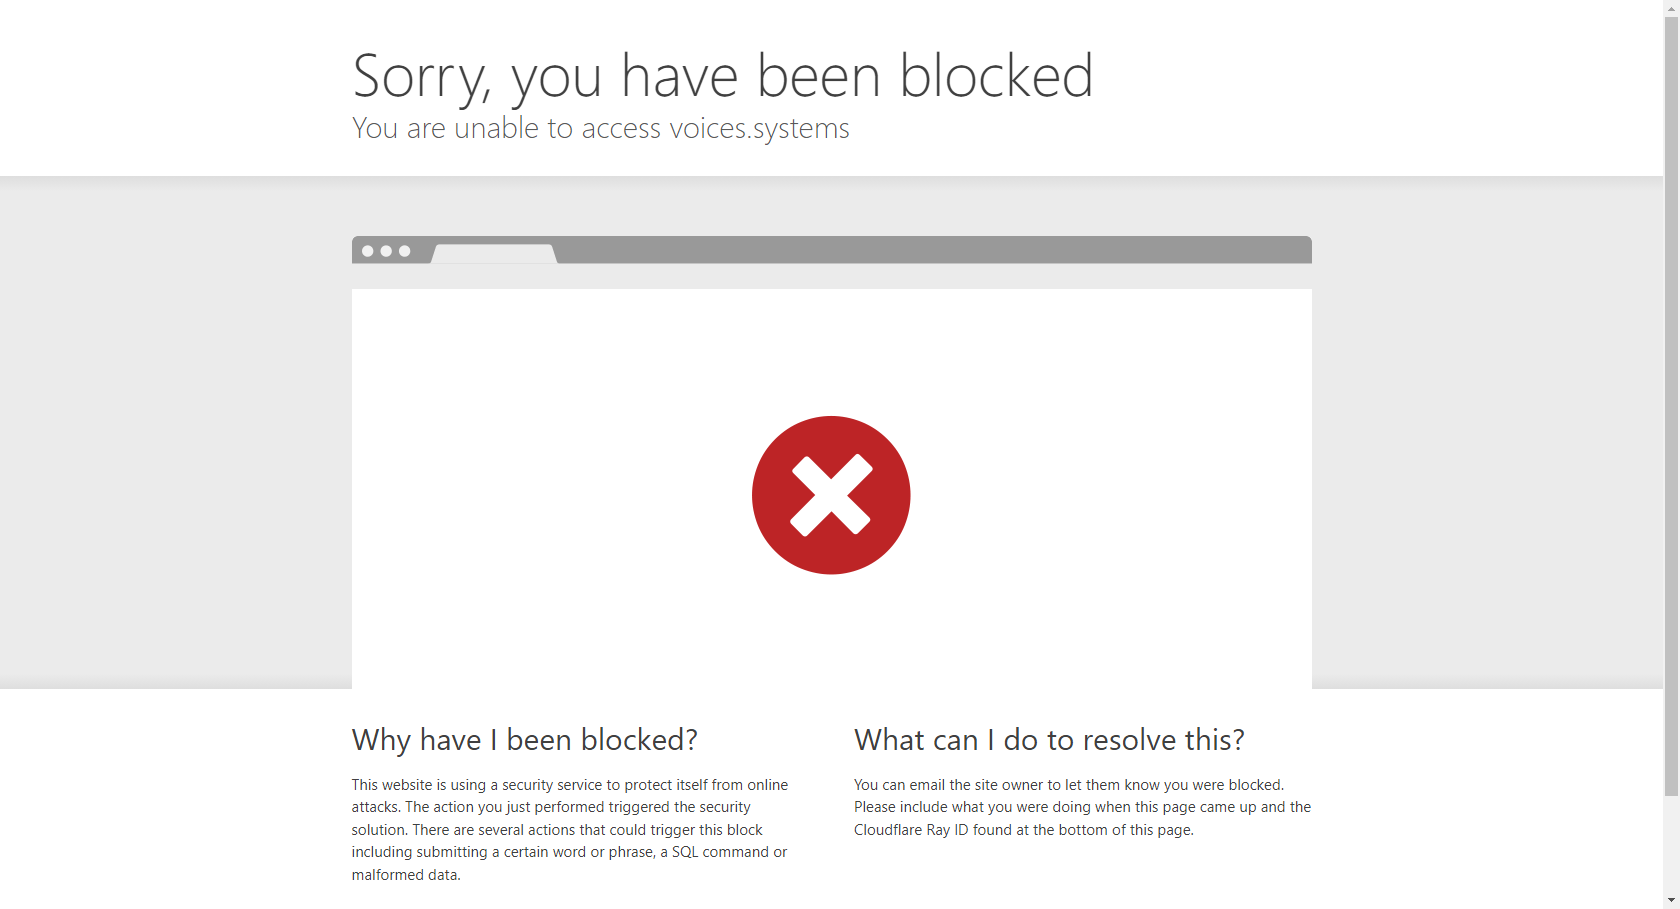 Sorry, you have been blocked
You are unable to access voices.systems
Why have I been blocked?
This website is using a security service to protect itself from online
attacks. The action you just performed triggered the security
solution. There are several actions that could trigger this block
including submitting a certain word or phrase, a SQL command or
malformed data.
What can I do to resolve this?
You can email the site owner to let them know you were blocked.
Please include what you were doing when this page came up and the
Cloudflare Ray ID found at the bottom of this page.